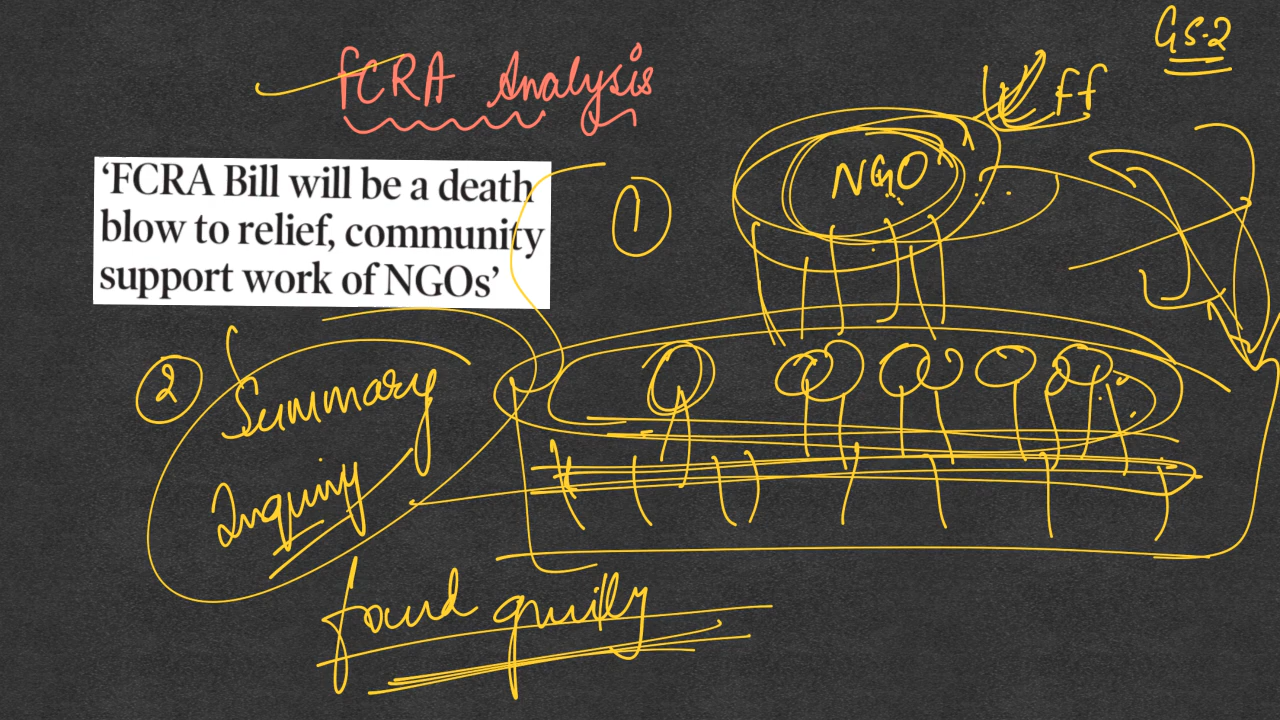 GS-2
FCRA Analysis
FF
NGO
‘FCRA Bill will be a death
blow to relief, community
support work of NGOs’
1
2
Summary
Inquiry
found guilty